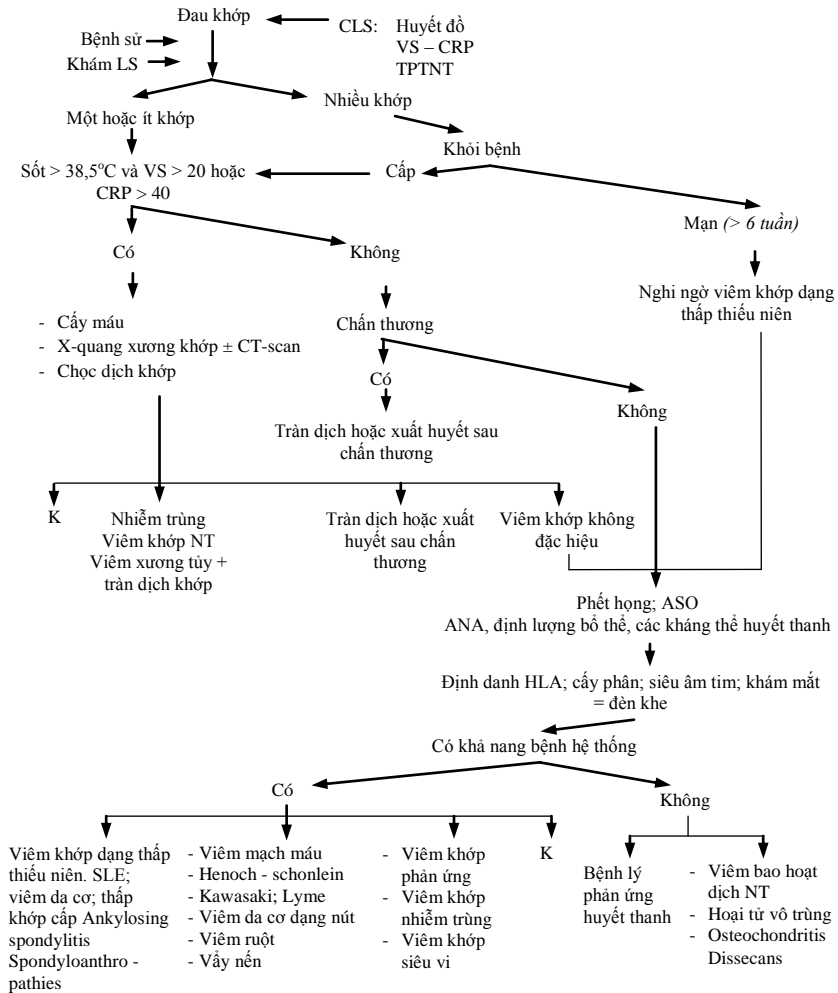 Đau khớp
CLS: Huyết đồ
VS – CRP
TPTNT
Bệnh sử
Khám LS
Một hoặc ít khớp
Nhiều khớp
Khỏi bệnh
Sốt > 38,5°C và VS > 20 hoặc
CRP > 40
Cấp
Mạn (> 6 tuần)
Có
Không
Nghi ngờ viêm khớp dạng
thấp thiếu niên
- Cấy máu
- X-quang xương khớp ± CT-scan
- Chọc dịch khớp
Chấn thương
Có
Không
Tràn dịch hoặc xuất huyết sau
chấn thương
K
Nhiễm trùng
Viêm khớp NT
Viêm xương tủy +
tràn dịch khớp
Tràn dịch hoặc xuất
huyết sau chấn
thương
Viêm khớp không
đặc hiệu
Phết họng; ASO
ANA, định lượng bổ thể, các kháng thể huyết thanh
Định danh HLA; cấy phân; siêu âm tim; khám mắt
= đèn khe
Có khả nang bệnh hệ thống
Có
Không
Viêm khớp dạng thấp
thiếu niên. SLE;
viêm da cơ; thấp
khớp cấp Ankylosing
spondylitis
Spondyloanthro -
pathies
- Viêm mạch máu
- Henoch - schonlein
- Kawasaki; Lyme
- Viêm da cơ dạng nút
- Viêm ruột
- Vẩy nến
- Viêm khớp
phản ứng
- Viêm khớp
nhiễm trùng
- Viêm khớp
siêu vi
K
Bệnh lý
phản ứng
huyết thanh
- Viêm bao hoạt
dịch NT
- Hoại tử vô trùng
- Osteochondritis
Dissecans